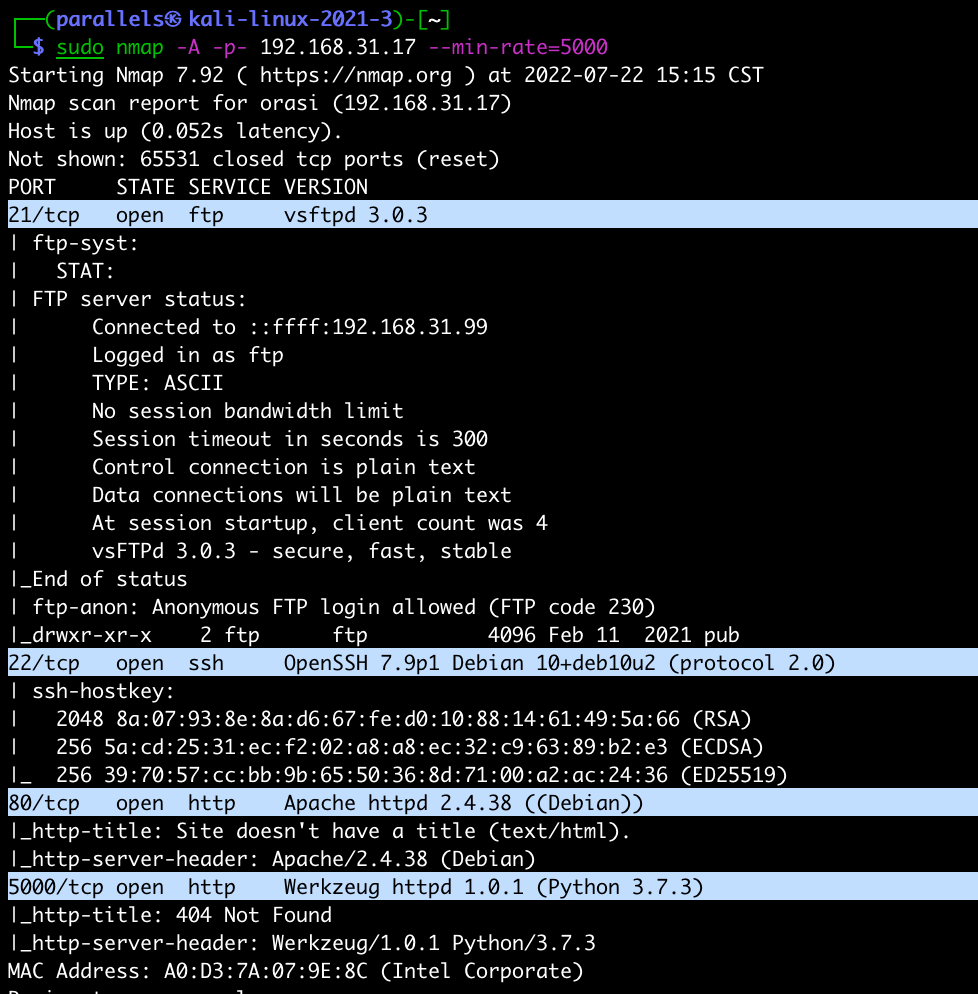 (parallels㉿kali-linux-2021-3)-[~]
$ sudo nmap -A -p- 192.168.31.17 --min-rate=5000
Starting Nmap 7.92 ( https://nmap.org ) at 2022-07-22 15:15 CST
Nmap scan report for orasi (192.168.31.17)
Host is up (0.052s latency).
Not shown: 65531 closed tcp ports (reset)
PORT     STATE SERVICE VERSION
21/tcp   open  ftp     vsftpd 3.0.3
| ftp-syst:
|   STAT:
| FTP server status:
|      Connected to ::ffff:192.168.31.99
|      Logged in as ftp
|      TYPE: ASCII
|      No session bandwidth limit
|      Session timeout in seconds is 300
|      Control connection is plain text
|      Data connections will be plain text
|      At session startup, client count was 4
|      vsFTPd 3.0.3 - secure, fast, stable
|_End of status
| ftp-anon: Anonymous FTP login allowed (FTP code 230)
|_drwxr-xr-x    2 ftp      ftp          4096 Feb 11  2021 pub
22/tcp   open  ssh     OpenSSH 7.9p1 Debian 10+deb10u2 (protocol 2.0)
| ssh-hostkey:
|   2048 8a:07:93:8e:8a:d6:67:fe:d0:10:88:14:61:49:5a:66 (RSA)
|   256 5a:cd:25:31:ec:f2:02:a8:a8:ec:32:c9:63:89:b2:e3 (ECDSA)
|_  256 39:70:57:cc:bb:9b:65:50:36:8d:71:00:a2:ac:24:36 (ED25519)
80/tcp   open  http    Apache httpd 2.4.38 ((Debian))
|_http-title: Site doesn't have a title (text/html).
|_http-server-header: Apache/2.4.38 (Debian)
5000/tcp open  http    Werkzeug httpd 1.0.1 (Python 3.7.3)
|_http-title: 404 Not Found
|_http-server-header: Werkzeug/1.0.1 Python/3.7.3
MAC Address: A0:D3:7A:07:9E:8C (Intel Corporate)